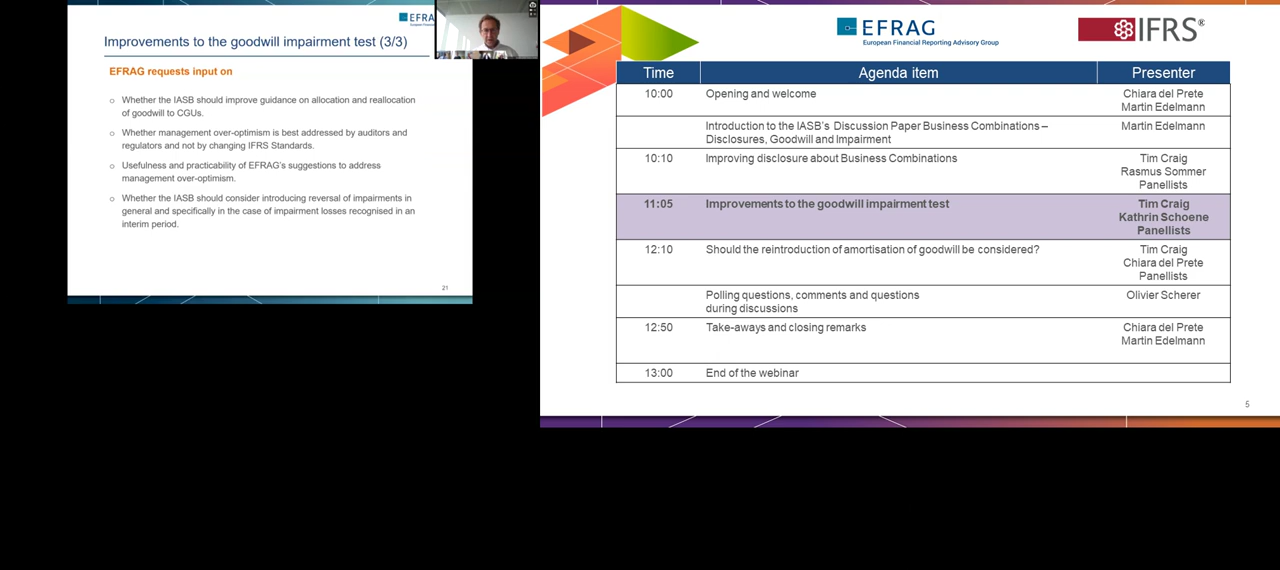 EFRAG
Improvements to the goodwill impairment test (3/3)
EFRAG requests input on
o Whether the IASB should improve guidance on allocation and reallocation
of goodwill to CGUs.
o Whether management over-optimism is best addressed by auditors and
regulators and not by changing IFRS Standards.
o Usefulness and practicability of EFRAG's suggestions to address
management over-optimism.
o Whether the IASB should consider introducing reversal of impairments in
general and specifically in the case of impairment losses recognised in an
interim period.
21
EFRAG
European Financial Reporting Advisory Group
IFRS®
Time Agenda item Presenter
10:00 Opening and welcome Chiara del Prete
Martin Edelmann
Introduction to the IASB's Discussion Paper Business Combinations – Martin Edelmann
Disclosures, Goodwill and Impairment
10:10 Improving disclosure about Business Combinations Tim Craig
Rasmus Sommer
Panellists
11:05 Improvements to the goodwill impairment test Tim Craig
Kathrin Schoene
Panellists
12:10 Should the reintroduction of amortisation of goodwill be considered? Tim Craig
Chiara del Prete
Panellists
Polling questions, comments and questions Olivier Scherer
during discussions
12:50 Take-aways and closing remarks Chiara del Prete
Martin Edelmann
13:00 End of the webinar
5